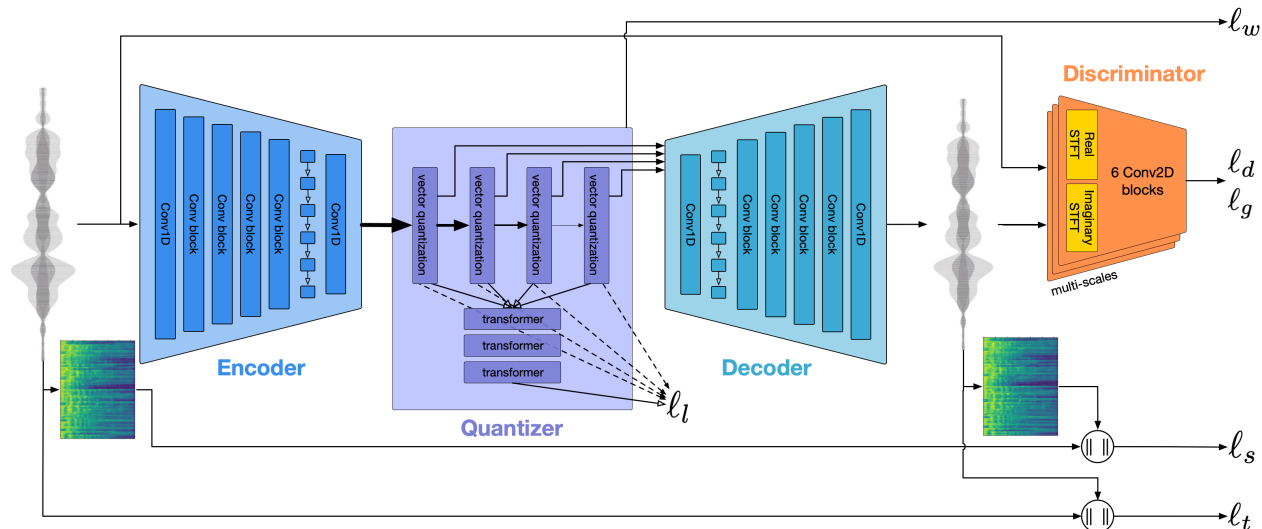 ℓw
Discriminator
Real
STFT
Imaginary
STFT
6 Conv2D
blocks
multi-scales
ℓd
ℓg
Conv1D
Conv block
Conv block
Conv block
Conv block
Conv1D
Encoder
vector quantization
vector quantization
vector quantization
vector quantization
transformer
transformer
transformer
Quantizer
ℓl
Conv1D
Conv block
Conv block
Conv block
Conv block
Conv1D
Decoder
|| ||
ℓs
|| ||
ℓt